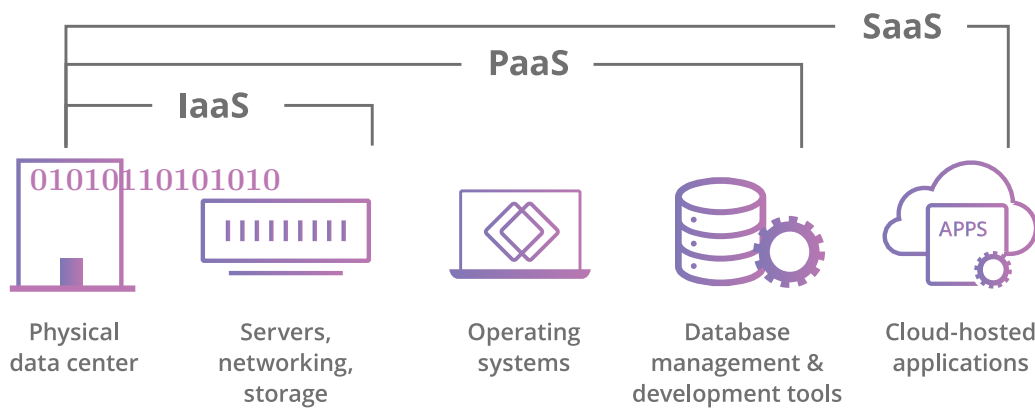 SaaS
PaaS
IaaS
01010110101010
APPS
Physical
data center
Servers,
networking,
storage
Operating
systems
Database
management &
development tools
Cloud-hosted
applications